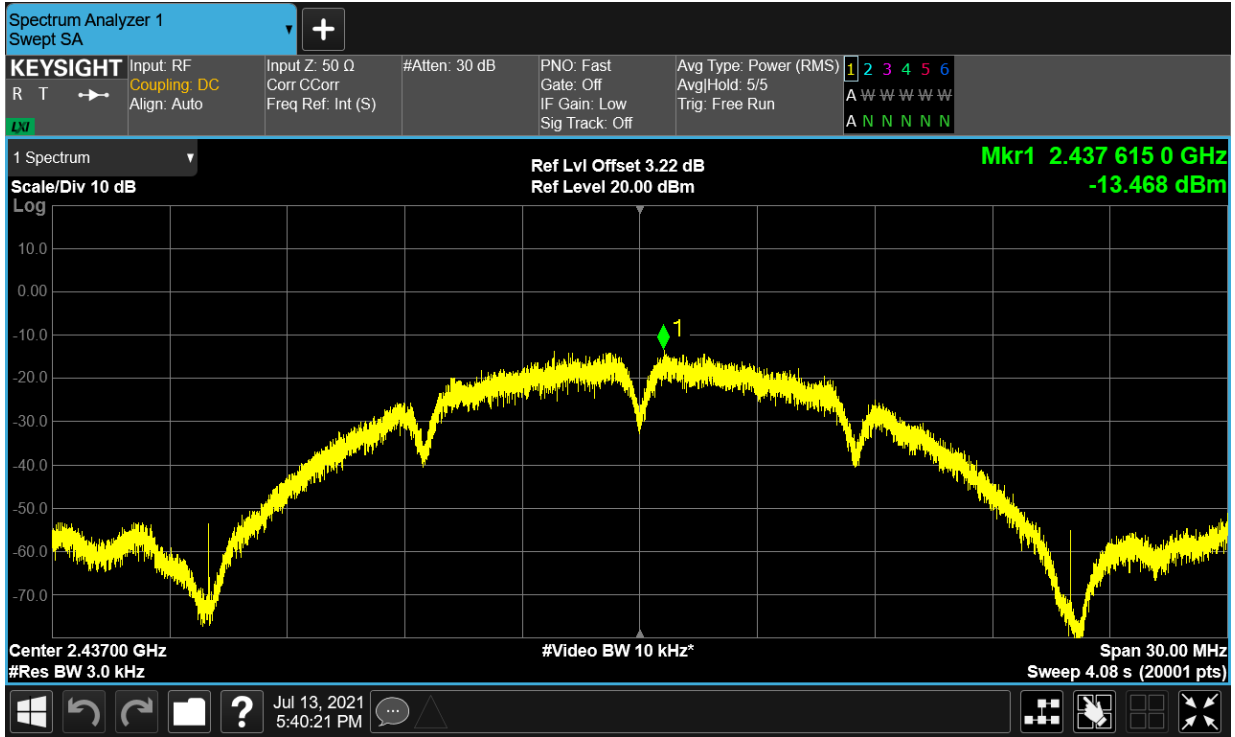 Spectrum Analyzer 1
Swept SA
+
KEYSIGHT
R T
LXI
Input: RF
Coupling: DC
Align: Auto
Input Z: 50 Ω
Corr CCorr
Freq Ref: Int (S)
#Atten: 30 dB
PNO: Fast
Gate: Off
IF Gain: Low
Sig Track: Off
Avg Type: Power (RMS)
Avg|Hold: 5/5
Trig: Free Run
1 2 3 4 5 6
A W W W W W
A N N N N N
1 Spectrum
Scale/Div 10 dB
Log
Ref Lvl Offset 3.22 dB
Ref Level 20.00 dBm
Mkr1 2.437 615 0 GHz
-13.468 dBm
10.0
0.00
-10.0
-20.0
-30.0
-40.0
-50.0
-60.0
-70.0
1
Center 2.43700 GHz
#Res BW 3.0 kHz
#Video BW 10 kHz*
Span 30.00 MHz
Sweep 4.08 s (20001 pts)
?
Jul 13, 2021
5:40:21 PM